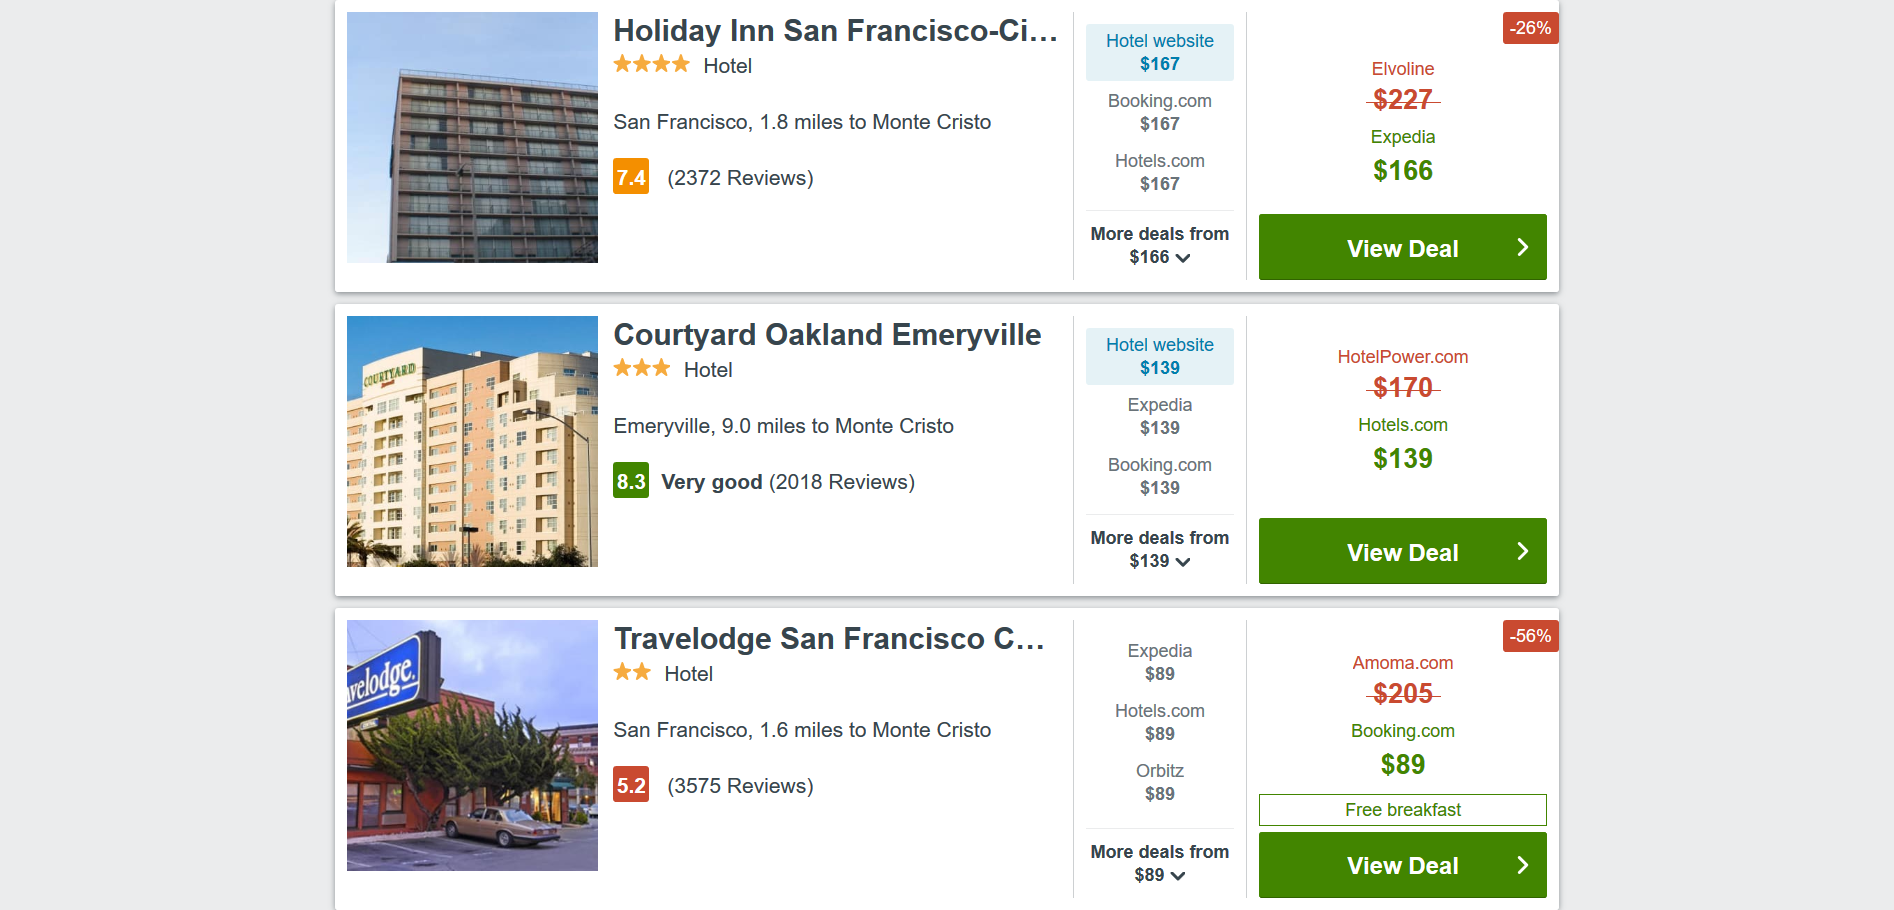 Holiday Inn San Francisco-Ci...
Hotel
San Francisco, 1.8 miles to Monte Cristo
7.4 (2372 Reviews)
Hotel website
$167
Booking.com
$167
Hotels.com
$167
More deals from
$166
-26%
Elvoline
$227
Expedia
$166
View Deal
COURTYARD
Courtyard Oakland Emeryville
Hotel
Emeryville, 9.0 miles to Monte Cristo
8.3 Very good (2018 Reviews)
Hotel website
$139
Expedia
$139
Booking.com
$139
More deals from
$139
HotelPower.com
$170
Hotels.com
$139
View Deal
avelodge.
Travelodge San Francisco C...
Hotel
San Francisco, 1.6 miles to Monte Cristo
5.2 (3575 Reviews)
Expedia
$89
Hotels.com
$89
Orbitz
$89
More deals from
$89
-56%
Amoma.com
$205
Booking.com
$89
Free breakfast
View Deal